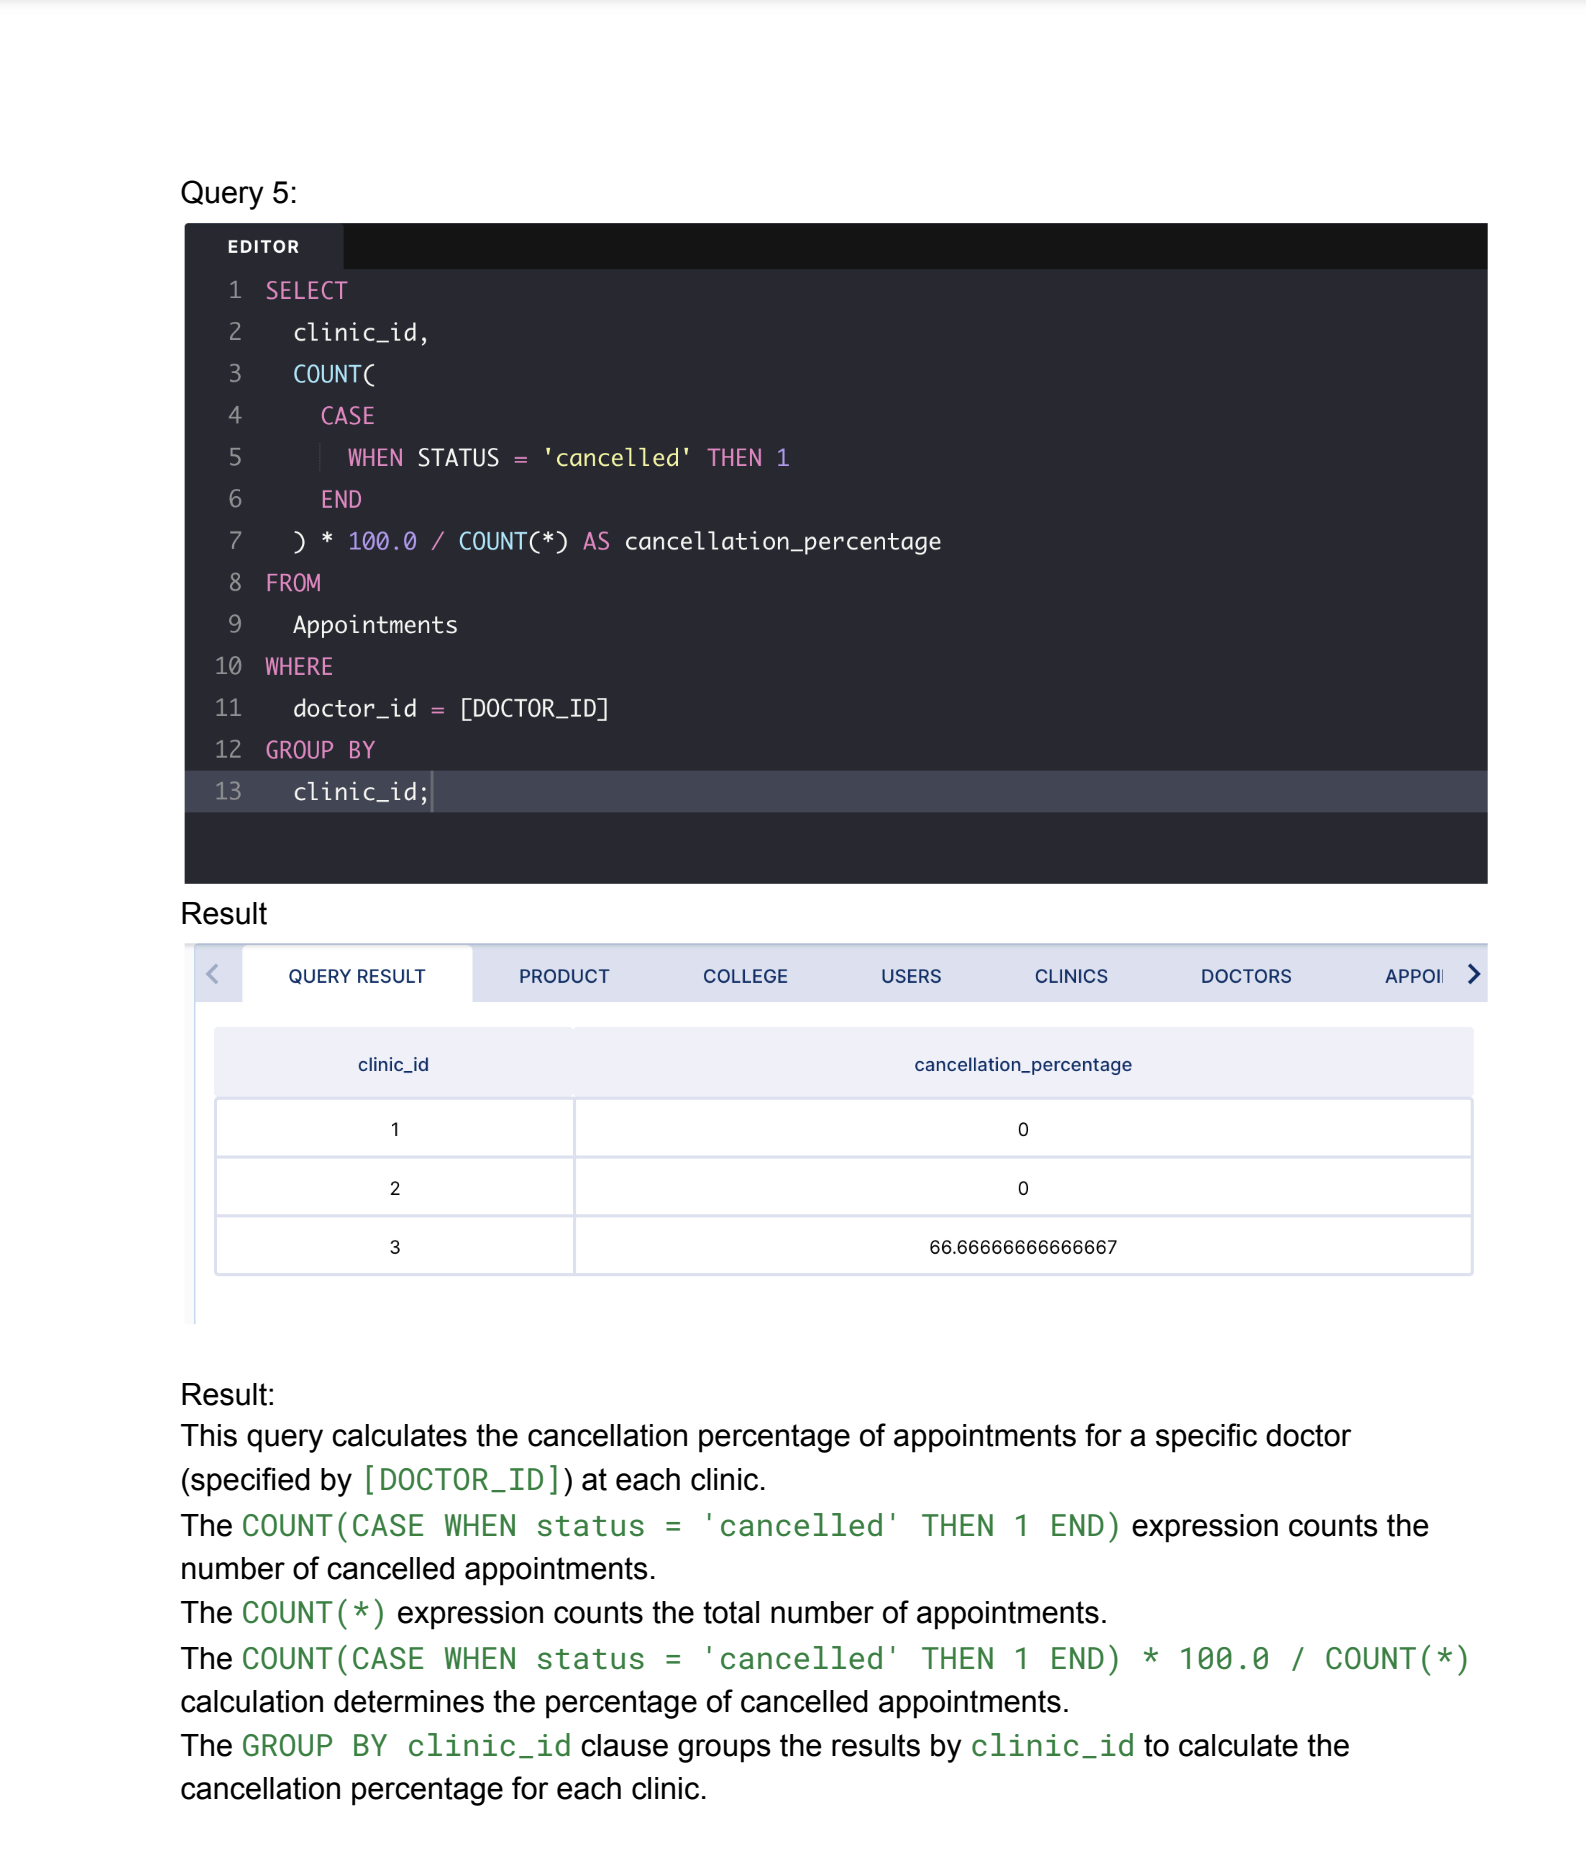 Query 5:
EDITOR
1 SELECT
2   clinic_id,
3   COUNT(
4     CASE
5       WHEN STATUS = 'cancelled' THEN 1
6     END
7   ) * 100.0 / COUNT(*) AS cancellation_percentage
8 FROM
9   Appointments
10 WHERE
11   doctor_id = [DOCTOR_ID]
12 GROUP BY
13   clinic_id;
Result
QUERY RESULT PRODUCT COLLEGE USERS CLINICS DOCTORS APPOI
clinic_id cancellation_percentage
1 0
2 0
3 66.66666666666667
Result:
This query calculates the cancellation percentage of appointments for a specific doctor
(specified by [DOCTOR_ID]) at each clinic.
The COUNT(CASE WHEN status = 'cancelled' THEN 1 END) expression counts the
number of cancelled appointments.
The COUNT(*) expression counts the total number of appointments.
The COUNT(CASE WHEN status = 'cancelled' THEN 1 END) * 100.0 / COUNT(*)
calculation determines the percentage of cancelled appointments.
The GROUP BY clinic_id clause groups the results by clinic_id to calculate the
cancellation percentage for each clinic.